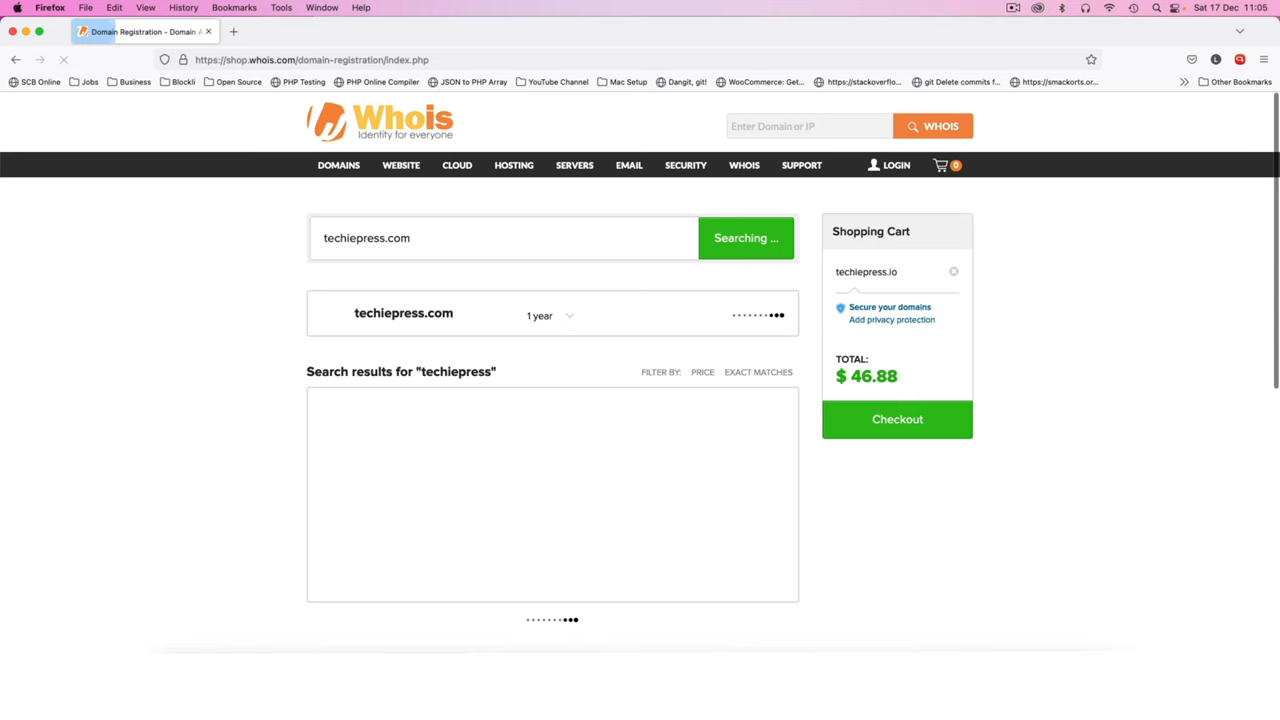 Firefox File Edit View History Bookmarks Tools Window Help Sat 17 Dec 11:05
Domain Registration - Domain A
https://shop.whois.com/domain-registration/index.php
SCB Online Jobs Business Blockli Open Source PHP Testing PHP Online Compiler JSON to PHP Array YouTube Channel Mac Setup Dangit, git! WooCommerce: Get... https://stackoverflo... git Delete commits f... https://smackorts.or... Other Bookmarks
Whois
Identity for everyone
Enter Domain or IP WHOIS
DOMAINS WEBSITE CLOUD HOSTING SERVERS EMAIL SECURITY WHOIS SUPPORT LOGIN 0
techiepress.com Searching ...
techiepress.com 1 year
Search results for "techiepress" FILTER BY: PRICE EXACT MATCHES
Shopping Cart
techiepress.io
Secure your domains
Add privacy protection
TOTAL:
$ 46.88
Checkout